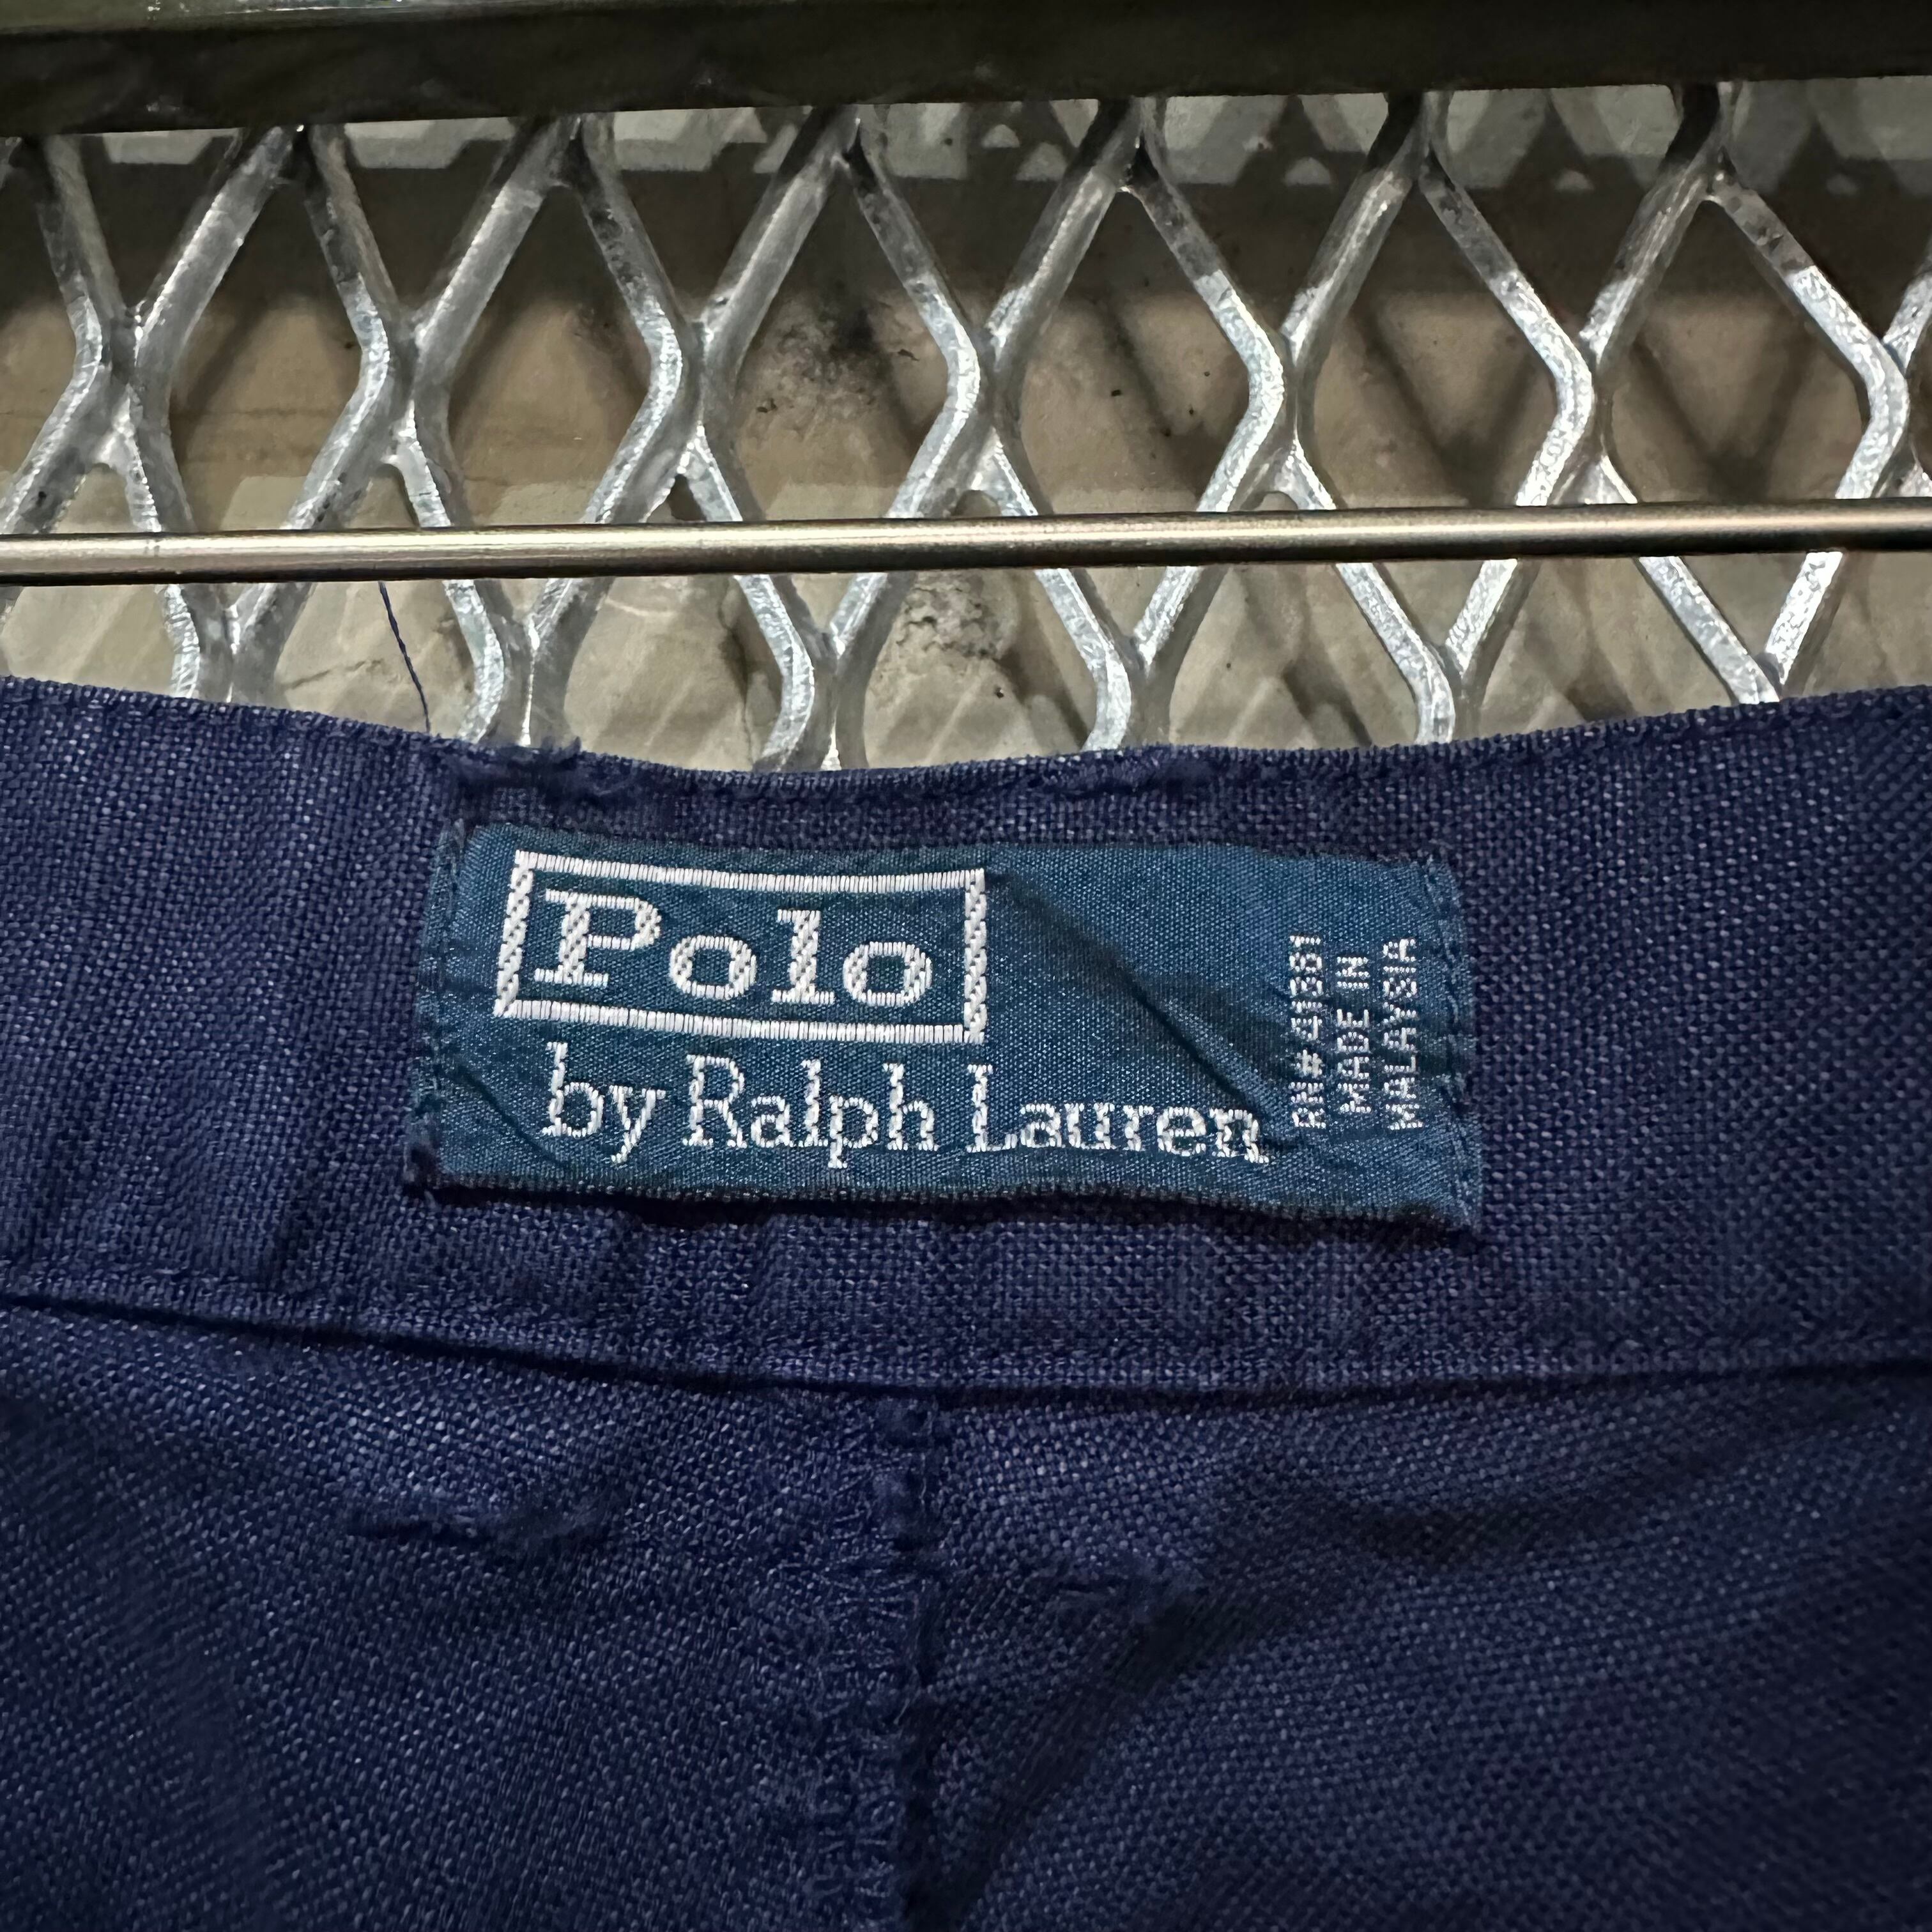 Polo
by Ralph Lauren
RN#41381
MADE IN
MALAYSIA